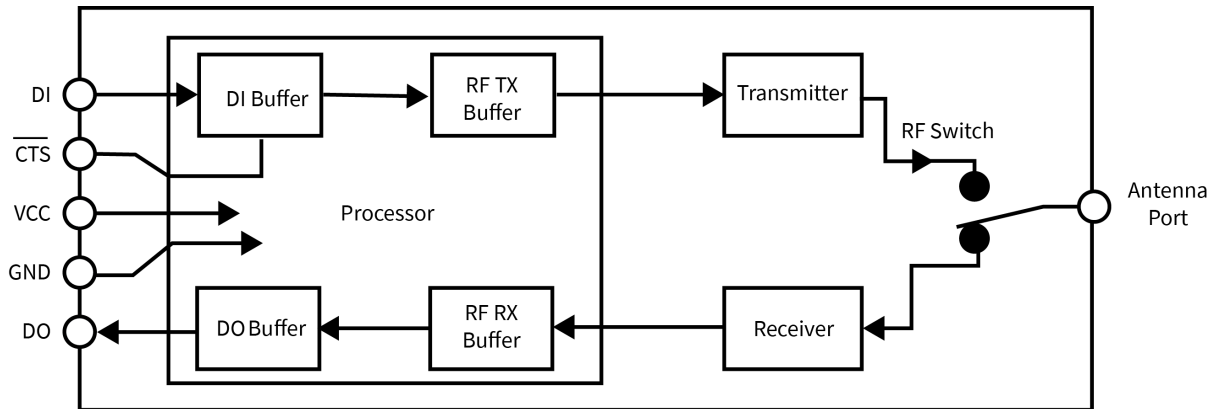 DI
DI Buffer
RF TX
Buffer
Transmitter
RF Switch
C̅T̅S̅
VCC
Processor
Antenna
Port
GND
DO
DO Buffer
RF RX
Buffer
Receiver